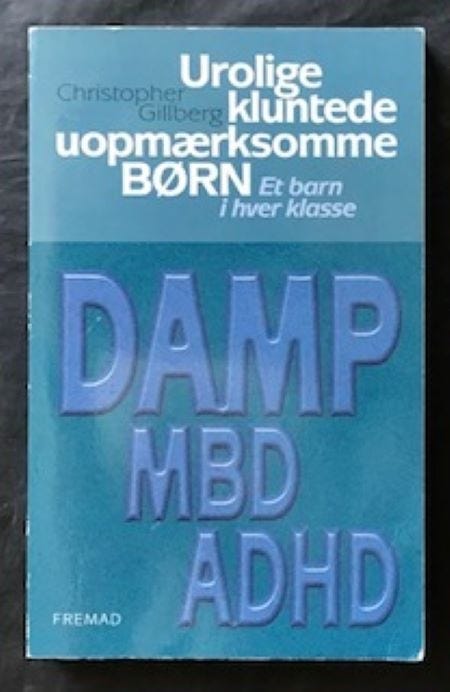 Urolige
Christopher
Gillberg kluntede
uopmærksomme
BØRN Et barn
i hver klasse
DAMP
MBD
ADHD
FREMAD